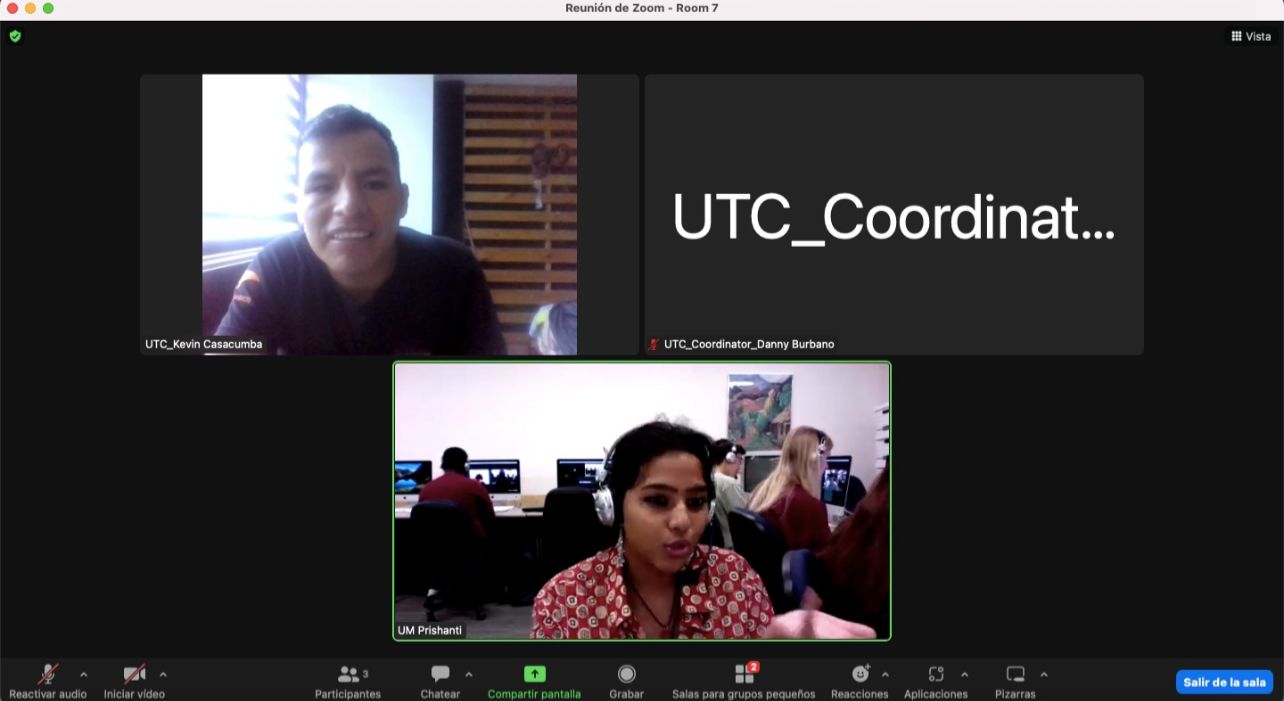 Reunión de Zoom - Room 7
Vista
UTC_Coordinat...
UTC_Kevin Casacumba
UTC_Coordinator_Danny Burbano
UM Prishanti
3
2
Reactivar audio
Iniciar vídeo
Participantes
Chatear
Compartir pantalla
Grabar
Salas para grupos pequeños
Reacciones
Aplicaciones
Pizarras
Salir de la sala